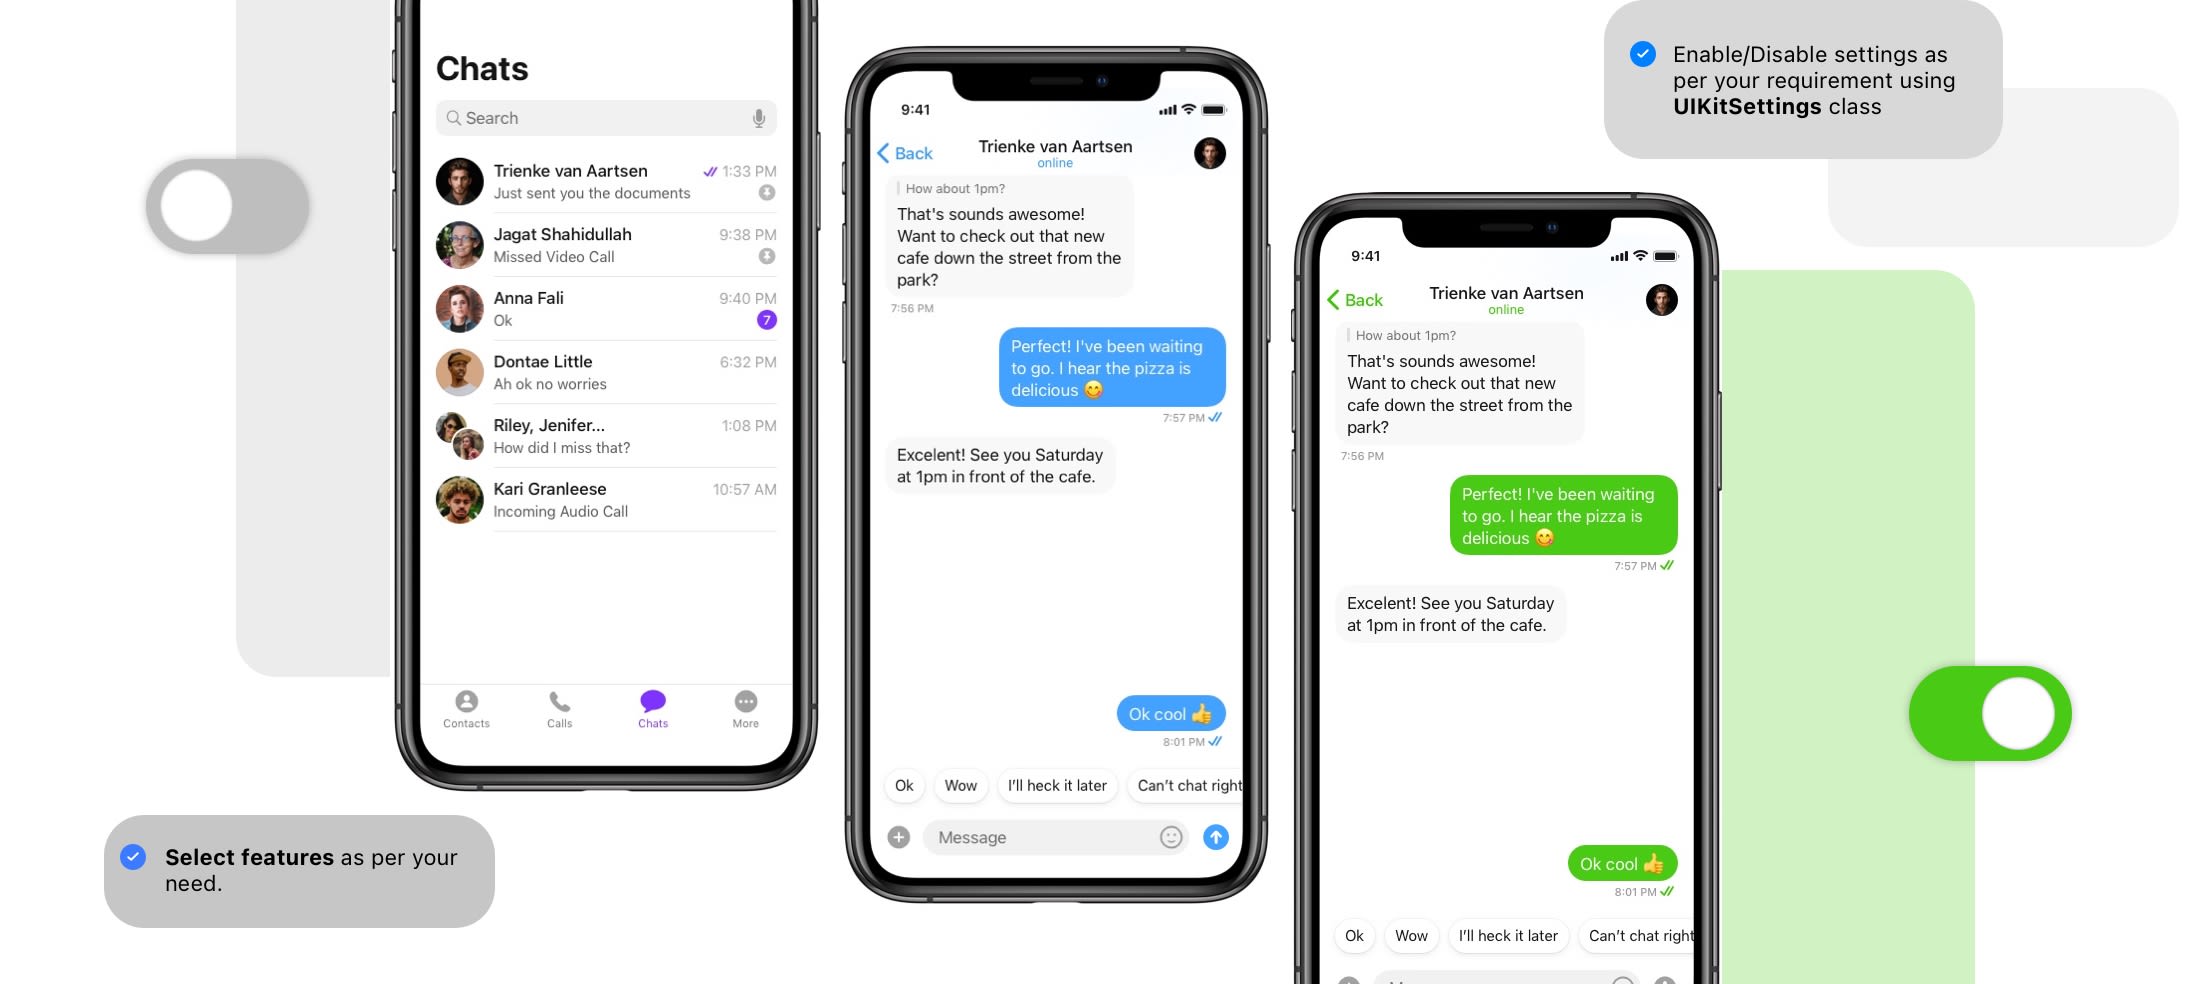 Chats
Search
Trienke van Aartsen 1:33 PM
Just sent you the documents
Jagat Shahidullah 9:38 PM
Missed Video Call
Anna Fali 9:40 PM
Ok 7
Dontae Little 6:32 PM
Ah ok no worries
Riley, Jenifer... 1:08 PM
How did I miss that?
Kari Granleese 10:57 AM
Incoming Audio Call
Contacts Calls Chats More
Select features as per your
need.
9:41
Back
Trienke van Aartsen
online
How about 1pm?
That's sounds awesome!
Want to check out that new
cafe down the street from the
park?
7:56 PM
Perfect! I've been waiting
to go. I hear the pizza is
delicious 😋
7:57 PM
Excelent! See you Saturday
at 1pm in front of the cafe.
Ok cool 👍
8:01 PM
Ok Wow I'll heck it later Can't chat right
Message
Enable/Disable settings as
per your requirement using
UIKitSettings class
9:41
Back
Trienke van Aartsen
online
How about 1pm?
That's sounds awesome!
Want to check out that new
cafe down the street from the
park?
7:56 PM
Perfect! I've been waiting
to go. I hear the pizza is
delicious 😋
7:57 PM
Excelent! See you Saturday
at 1pm in front of the cafe.
Ok cool 👍
8:01 PM
Ok Wow I'll heck it later Can't chat right